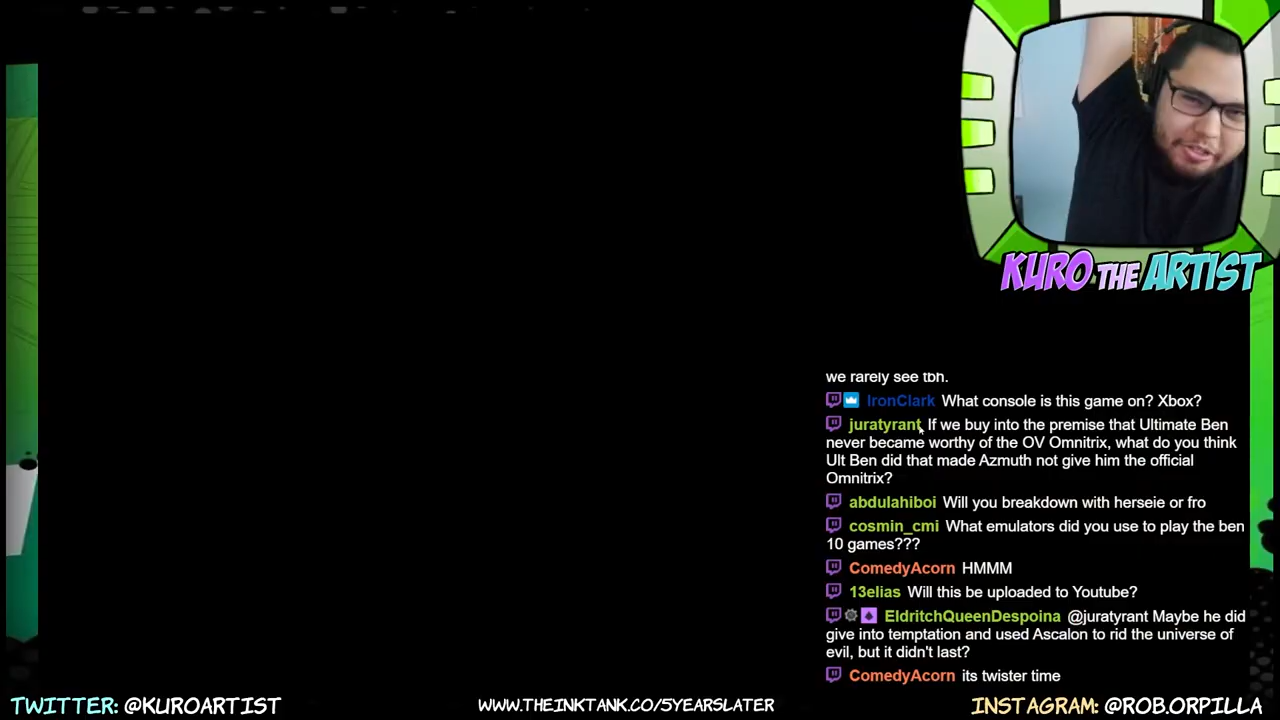 KURO THE ARTIST
we rarely see tbh.
IronClark What console is this game on? Xbox?
juratyrant If we buy into the premise that Ultimate Ben
never became worthy of the OV Omnitrix, what do you think
Ult Ben did that made Azmuth not give him the official
Omnitrix?
abdulahiboi Will you breakdown with herseie or fro
cosmin_cmi What emulators did you use to play the ben
10 games???
ComedyAcorn HMMM
13elias Will this be uploaded to Youtube?
EldritchQueenDespoina @juratyrant Maybe he did
give into temptation and used Ascalon to rid the universe of
evil, but it didn't last?
ComedyAcorn its twister time
TWITTER: @KUROARTIST WWW.THEINKTANK.CO/5YEARSLATER INSTAGRAM: @ROB.ORPILLA